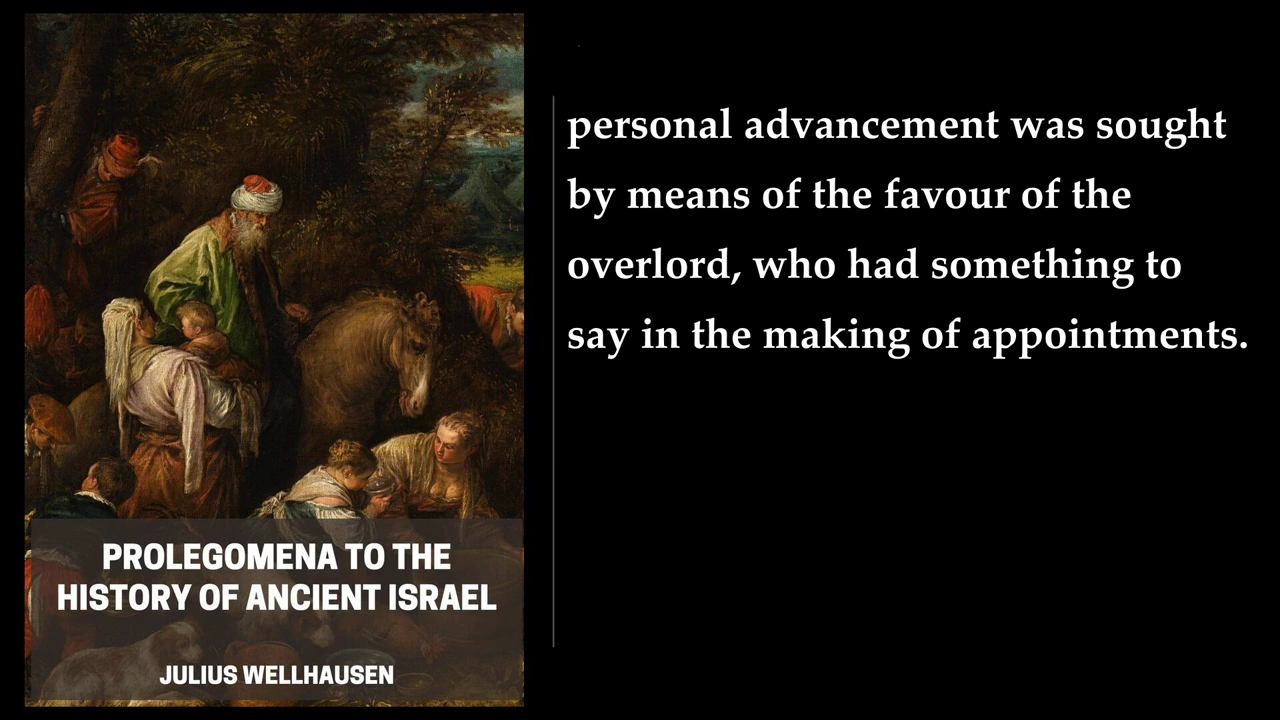 PROLEGOMENA TO THE
HISTORY OF ANCIENT ISRAEL
JULIUS WELLHAUSEN
personal advancement was sought
by means of the favour of the
overlord, who had something to
say in the making of appointments.